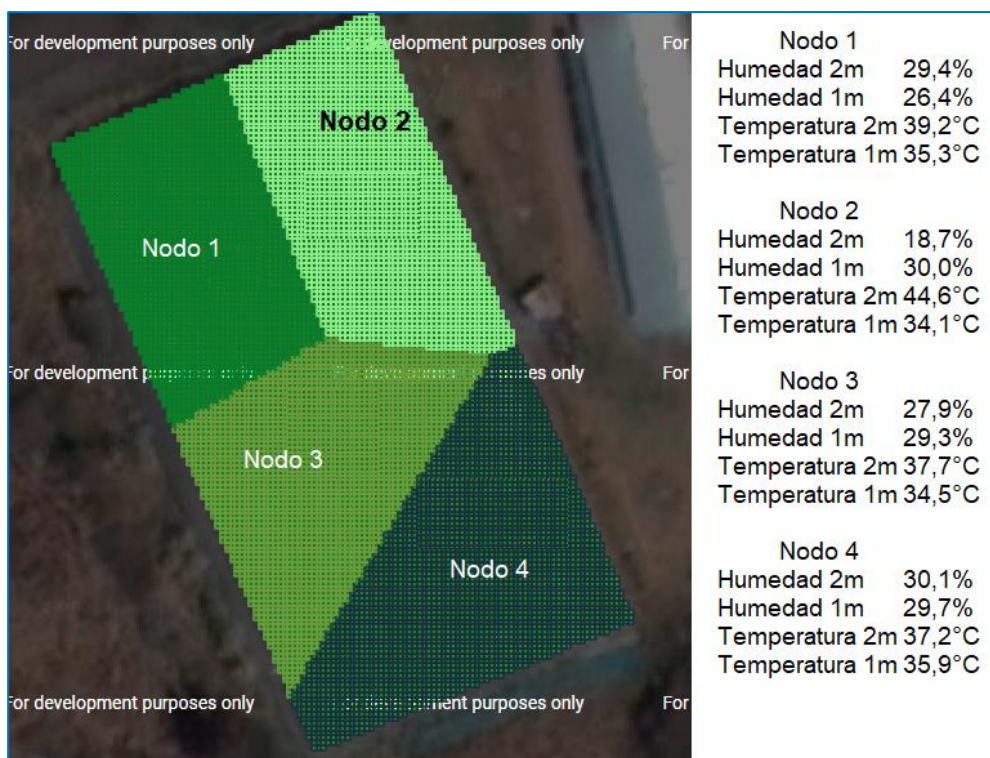 For development purposes only
For development purposes only
For
Nodo 2
Nodo 1
For development purposes only
es only
For
Nodo 3
Nodo 4
For development purposes only
For development purposes only
For
Nodo 1
Humedad 2m 29,4%
Humedad 1m 26,4%
Temperatura 2m 39,2°C
Temperatura 1m 35,3°C
Nodo 2
Humedad 2m 18,7%
Humedad 1m 30,0%
Temperatura 2m 44,6°C
Temperatura 1m 34,1°C
Nodo 3
Humedad 2m 27,9%
Humedad 1m 29,3%
Temperatura 2m 37,7°C
Temperatura 1m 34,5°C
Nodo 4
Humedad 2m 30,1%
Humedad 1m 29,7%
Temperatura 2m 37,2°C
Temperatura 1m 35,9°C